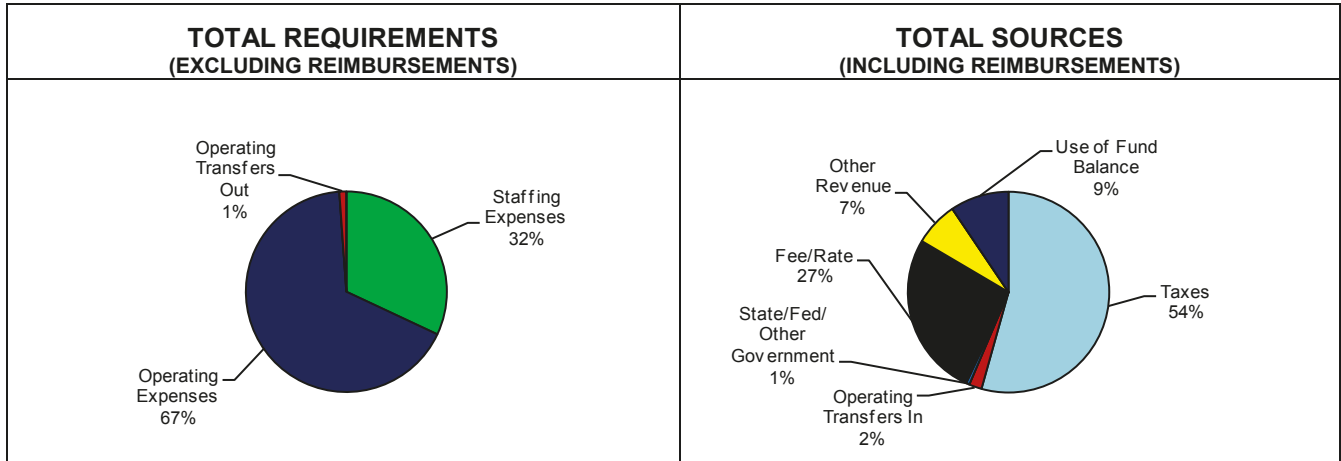 TOTAL REQUIREMENTS
(EXCLUDING REIMBURSEMENTS)
Operating
Transfers
Out
1%
Staffing
Expenses
32%
Operating
Expenses
67%
TOTAL SOURCES
(INCLUDING REIMBURSEMENTS)
Use of Fund
Balance
9%
Other
Revenue
7%
Fee/Rate
27%
State/Fed/
Other
Government
1%
Operating
Transfers In
2%
Taxes
54%